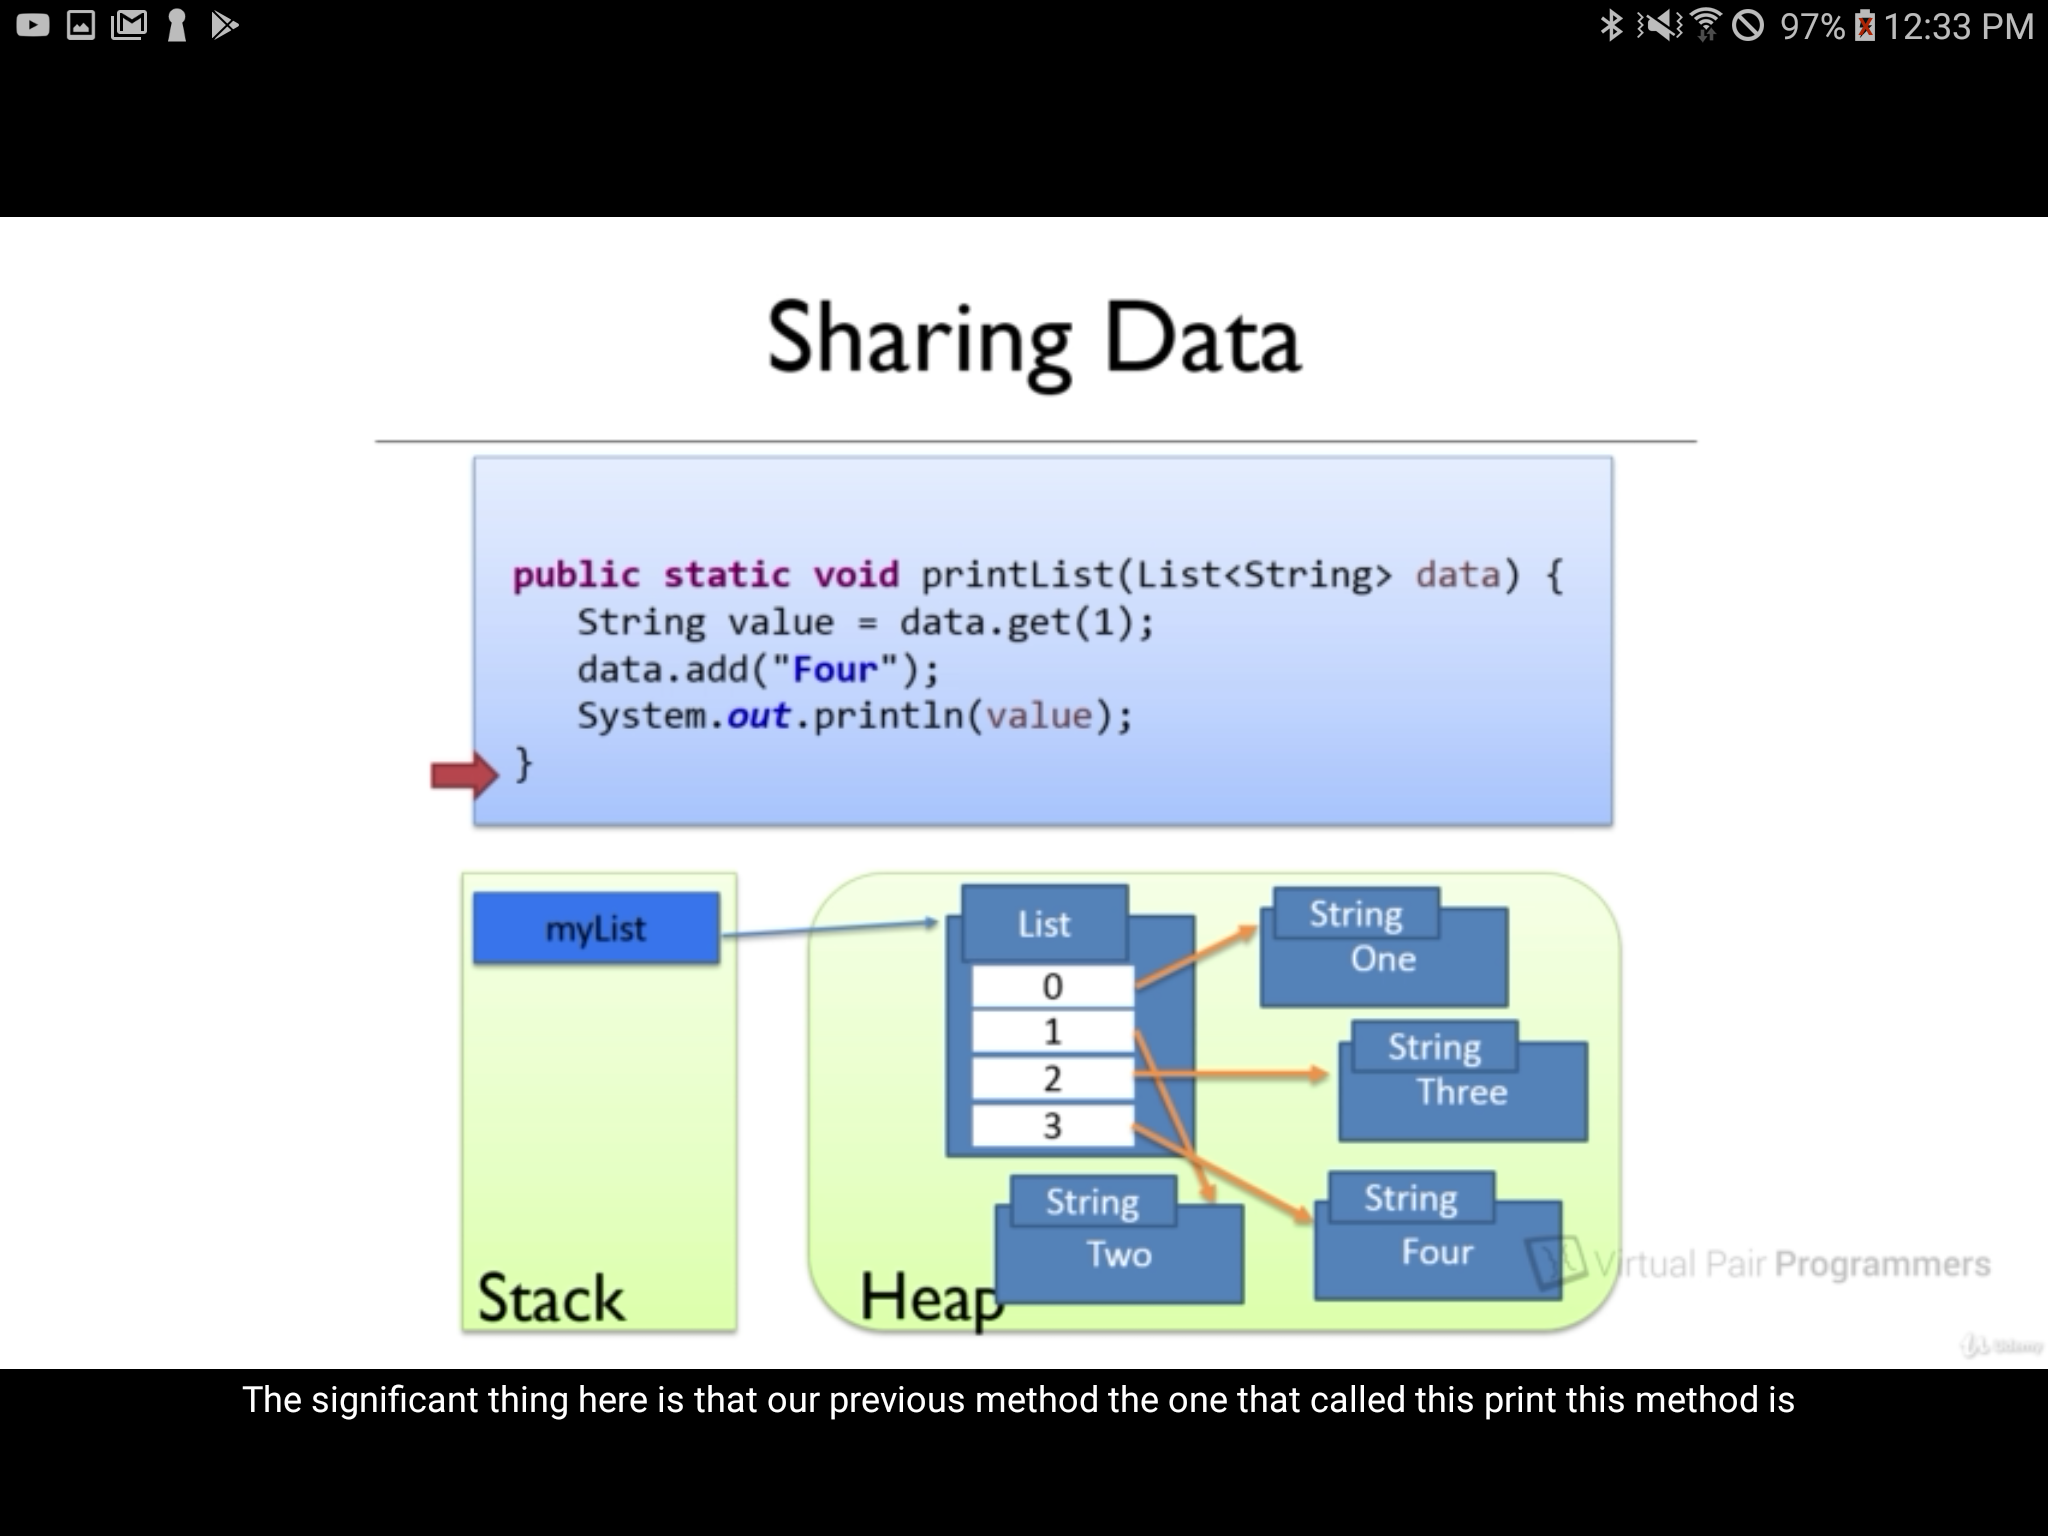 97% 12:33 PM
Sharing Data
public static void printList(List<String> data) {
String value = data.get(1);
data.add("Four");
System.out.println(value);
}
myList
Stack
List
0
1
2
3
String
One
String
Three
String
Two
String
Four
Heap
Virtual Pair Programmers
Udemy
The significant thing here is that our previous method the one that called this print this method is